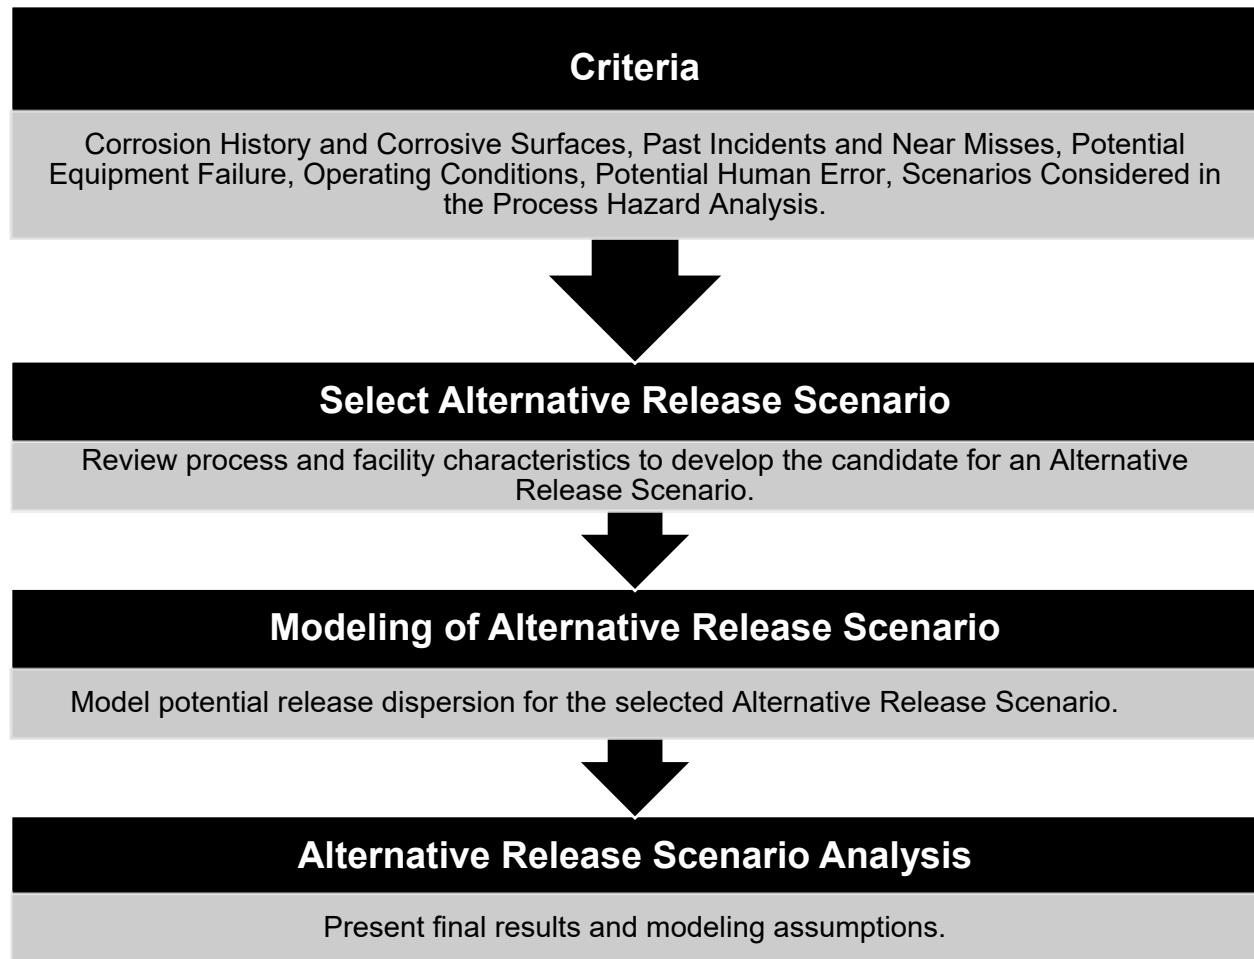 Criteria
Corrosion History and Corrosive Surfaces, Past Incidents and Near Misses, Potential
Equipment Failure, Operating Conditions, Potential Human Error, Scenarios Considered in
the Process Hazard Analysis.
Select Alternative Release Scenario
Review process and facility characteristics to develop the candidate for an Alternative
Release Scenario.
Modeling of Alternative Release Scenario
Model potential release dispersion for the selected Alternative Release Scenario.
Alternative Release Scenario Analysis
Present final results and modeling assumptions.